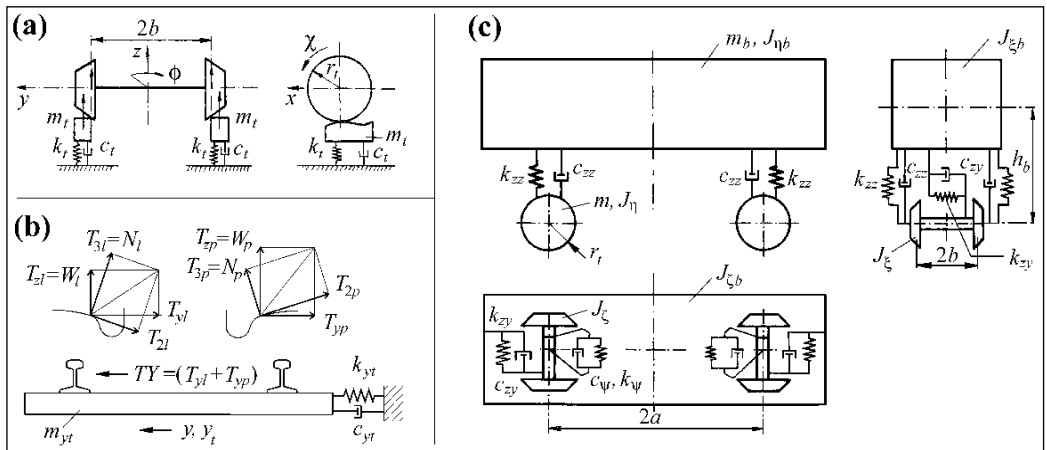 (a)
2b
z
ϕ
y
m_t
m_t
k_t
c_t
k_t
c_t
χ
r_t
x
m_t
k_t
c_t
(b)
T_3l=N_l
T_zl=W_l
T_yl
T_2l
T_zp=W_p
T_3p=N_p
T_2p
T_yp
TY=(T_yl+T_yp)
k_yt
c_yt
m_yt
y, y_t
(c)
m_b, J_ηb
k_zz
c_zz
c_zz
k_zz
m, J_η
r_t
J_ξb
h_b
k_zz
c_zz
c_zy
J_ξ
2b
k_zy
J_ζb
k_zy
J_ζ
c_zy
c_ψ, k_ψ
2a